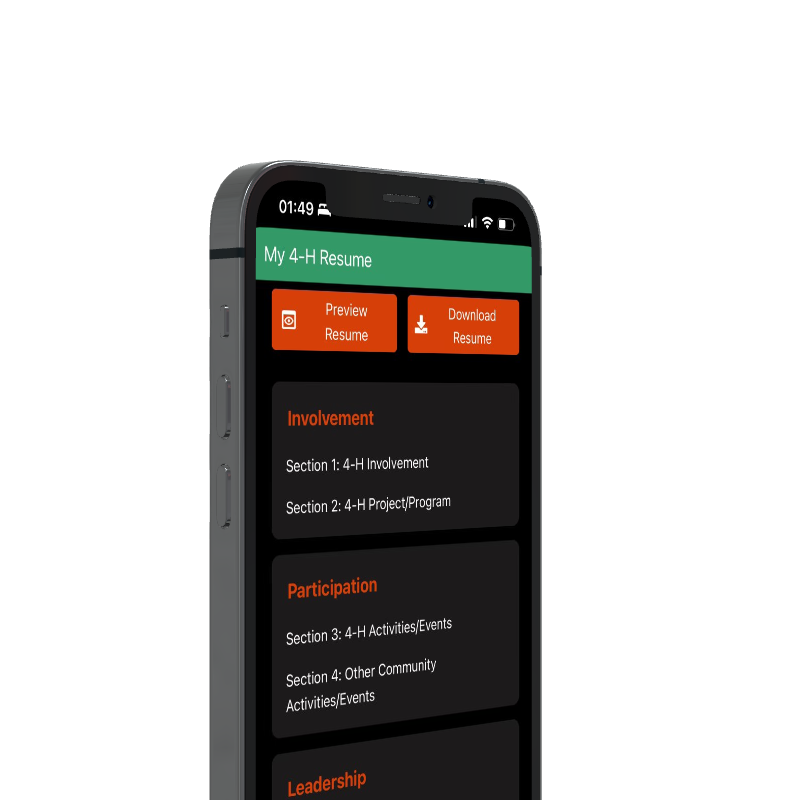 01:49
My 4-H Resume
Preview
Resume
Download
Resume
Involvement
Section 1: 4-H Involvement
Section 2: 4-H Project/Program
Participation
Section 3: 4-H Activities/Events
Section 4: Other Community
Activities/Events
Leadership